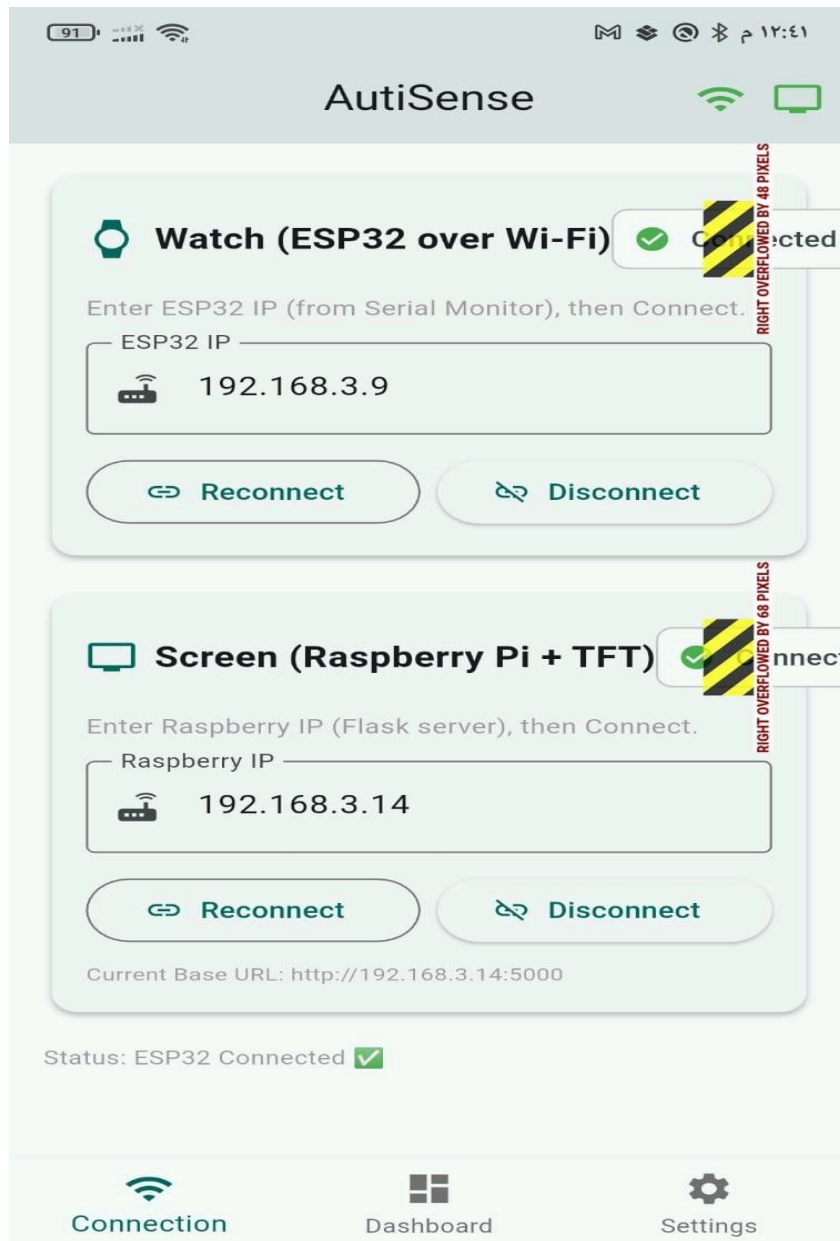 91 م ١٢:٤١
AutiSense
Watch (ESP32 over Wi-Fi) Connected
RIGHT OVERFLOWED BY 48 PIXELS
Enter ESP32 IP (from Serial Monitor), then Connect.
ESP32 IP
192.168.3.9
Reconnect Disconnect
Screen (Raspberry Pi + TFT) Connect
RIGHT OVERFLOWED BY 68 PIXELS
Enter Raspberry IP (Flask server), then Connect.
Raspberry IP
192.168.3.14
Reconnect Disconnect
Current Base URL: http://192.168.3.14:5000
Status: ESP32 Connected ✅
Connection Dashboard Settings